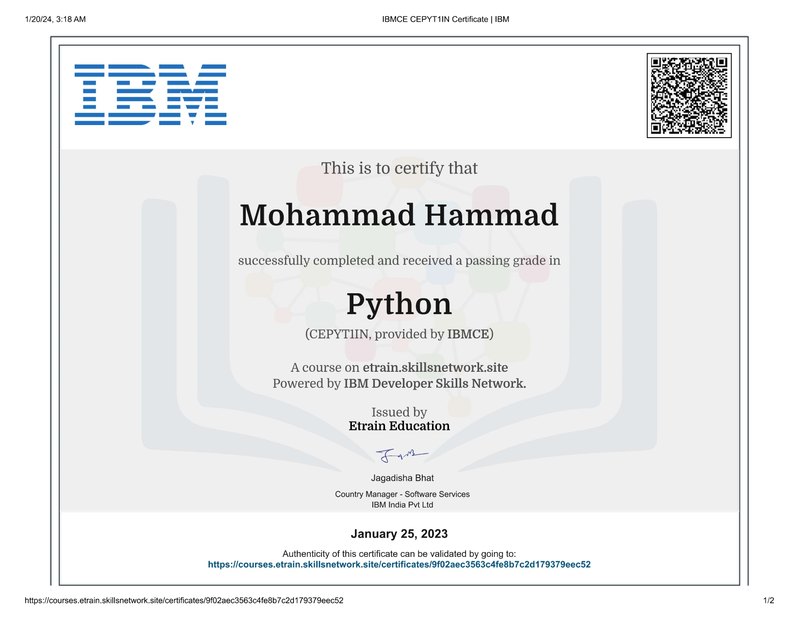 1/20/24, 3:18 AM IBMCE CEPYT1IN Certificate | IBM
IBM
This is to certify that
Mohammad Hammad
successfully completed and received a passing grade in
Python
(CEPYT1IN, provided by IBMCE)
A course on etrain.skillsnetwork.site
Powered by IBM Developer Skills Network.
Issued by
Etrain Education
Jagadisha Bhat
Country Manager - Software Services
IBM India Pvt Ltd
January 25, 2023
Authenticity of this certificate can be validated by going to:
https://courses.etrain.skillsnetwork.site/certificates/9f02aec3563c4fe8b7c2d179379eec52
https://courses.etrain.skillsnetwork.site/certificates/9f02aec3563c4fe8b7c2d179379eec52 1/2